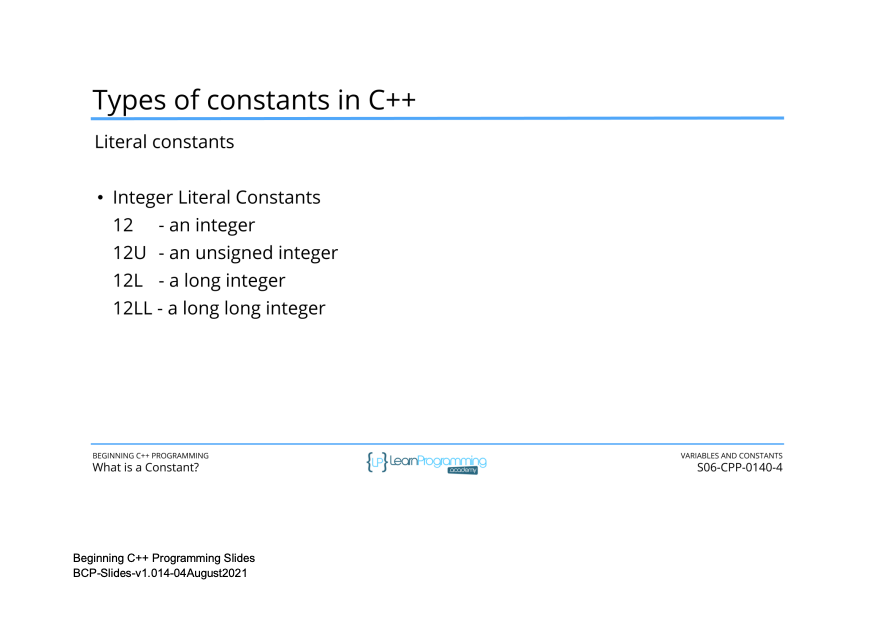 Types of constants in C++
Literal constants
• Integer Literal Constants
12 - an integer
12U - an unsigned integer
12L - a long integer
12LL - a long long integer
BEGINNING C++ PROGRAMMING
What is a Constant?
{LP} LearnProgramming
academy
VARIABLES AND CONSTANTS
S06-CPP-0140-4
Beginning C++ Programming Slides
BCP-Slides-v1.014-04August2021